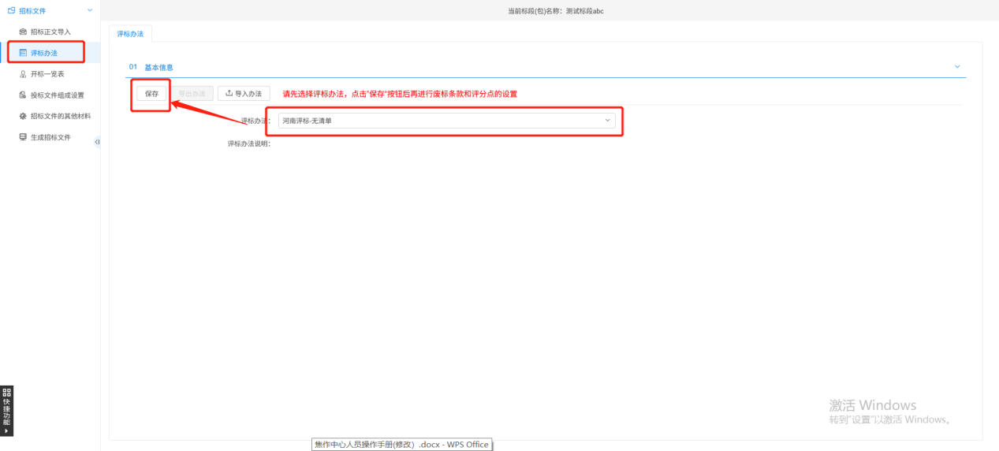 招标文件
当前标段(包)名称：测试标段abc
招标正文导入
评标办法
开标一览表
投标文件组成设置
招标文件的其他材料
生成招标文件
评标办法
01 基本信息
保存 导出办法 导入办法 请先选择评标办法，点击"保存"按钮后再进行废标条款和评分点的设置
评标办法： 河南评标-无清单
评标办法说明：
快捷功能
激活 Windows
转到"设置"以激活 Windows。
焦作中心人员操作手册(修改）.docx - WPS Office